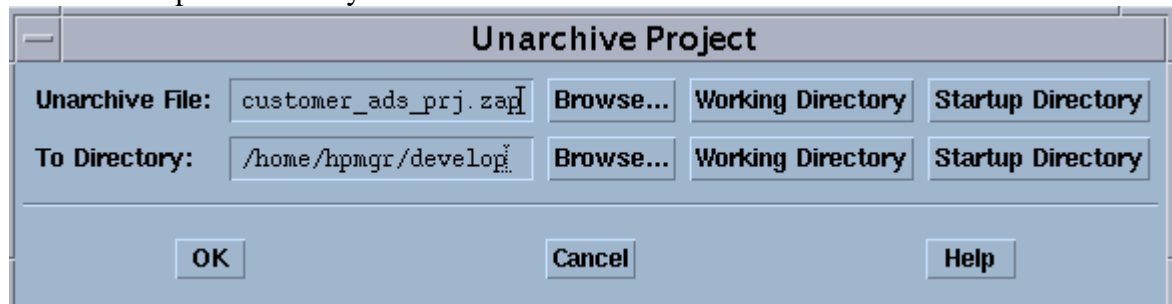 Unarchive Project
Unarchive File: customer_ads_prj.zap Browse... Working Directory Startup Directory
To Directory: /home/hpmgr/develop Browse... Working Directory Startup Directory
OK Cancel Help